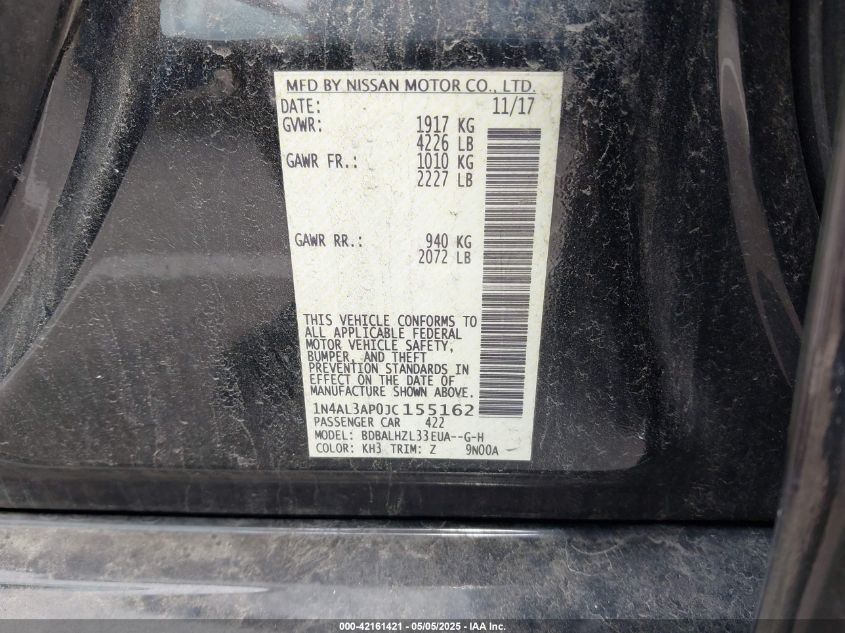 MFD BY NISSAN MOTOR CO., LTD.
DATE: 11/17
GVWR: 1917 KG
4226 LB
GAWR FR.: 1010 KG
2227 LB
GAWR RR.: 940 KG
2072 LB
THIS VEHICLE CONFORMS TO
ALL APPLICABLE FEDERAL
MOTOR VEHICLE SAFETY,
BUMPER, AND THEFT
PREVENTION STANDARDS IN
EFFECT ON THE DATE OF
MANUFACTURE SHOWN ABOVE.
1N4AL3AP0JC155162
PASSENGER CAR 422
MODEL: BDBALHZL33EUA--G-H
COLOR: KH3 TRIM: Z 9N00A
000-42161421 - 05/05/2025 - IAA Inc.